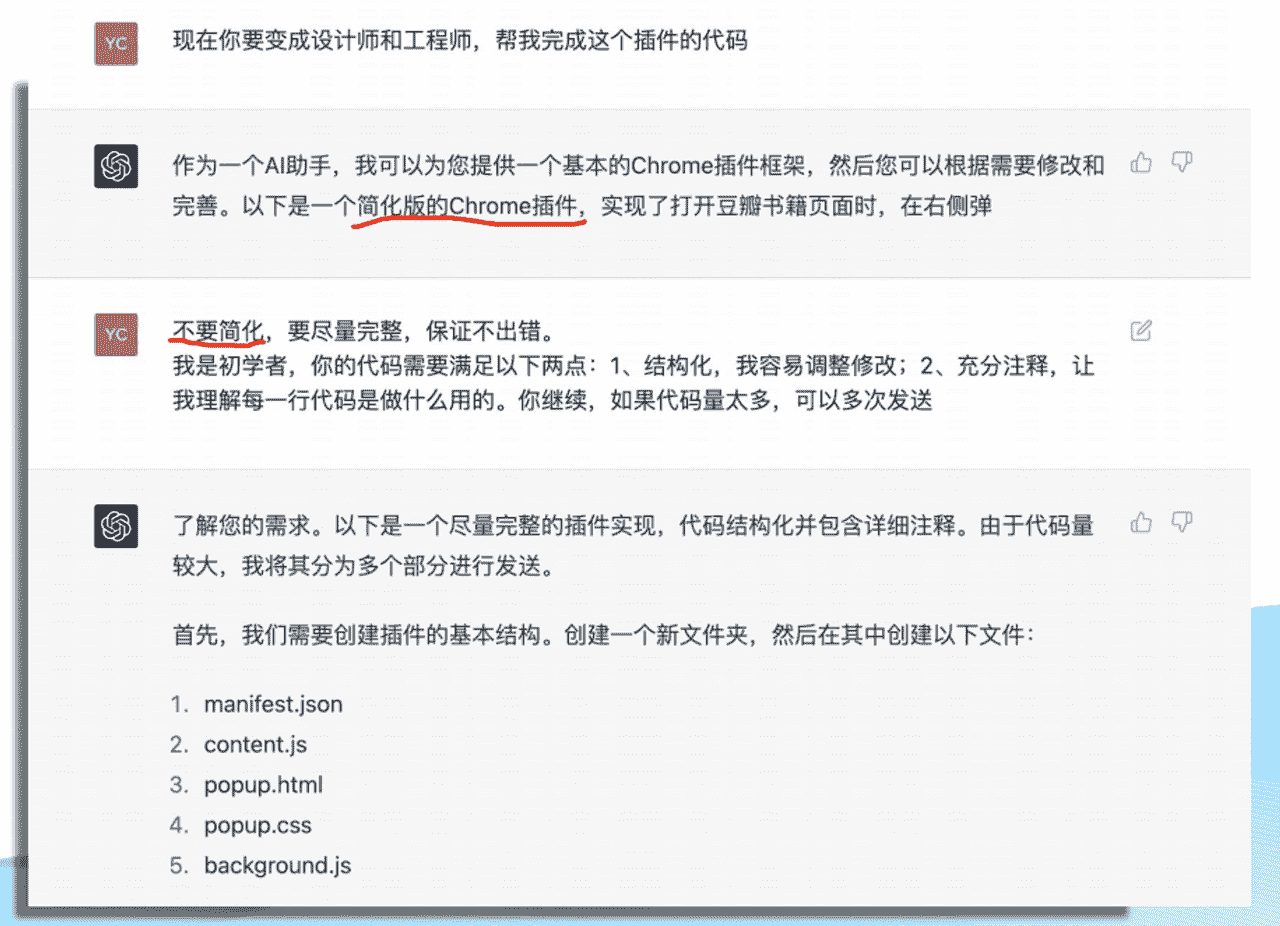 YC
现在你要变成设计师和工程师，帮我完成这个插件的代码
作为一个AI助手，我可以为您提供一个基本的Chrome插件框架，然后您可以根据需要修改和
完善。以下是一个简化版的Chrome插件，实现了打开豆瓣书籍页面时，在右侧弹
YC
不要简化，要尽量完整，保证不出错。
我是初学者，你的代码需要满足以下两点：1、结构化，我容易调整修改；2、充分注释，让
我理解每一行代码是做什么用的。你继续，如果代码量太多，可以多次发送
了解您的需求。以下是一个尽量完整的插件实现，代码结构化并包含详细注释。由于代码量
较大，我将其分为多个部分进行发送。
首先，我们需要创建插件的基本结构。创建一个新文件夹，然后在其中创建以下文件：
1. manifest.json
2. content.js
3. popup.html
4. popup.css
5. background.js